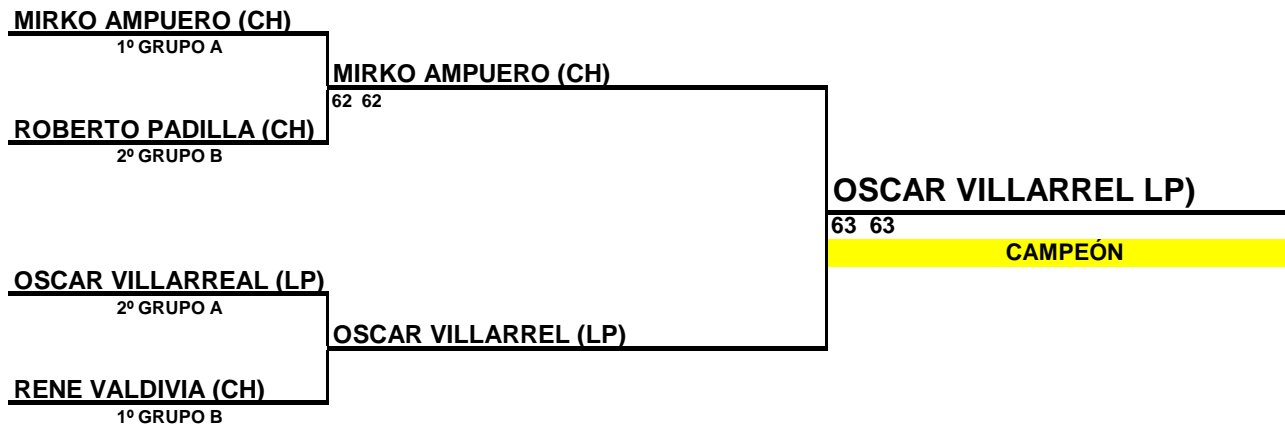 MIRKO AMPUERO (CH)
1º GRUPO A
MIRKO AMPUERO (CH)
62 62
ROBERTO PADILLA (CH)
2º GRUPO B
OSCAR VILLARREL LP)
63 63
CAMPEÓN
OSCAR VILLARREAL (LP)
2º GRUPO A
OSCAR VILLARREL (LP)
RENE VALDIVIA (CH)
1º GRUPO B